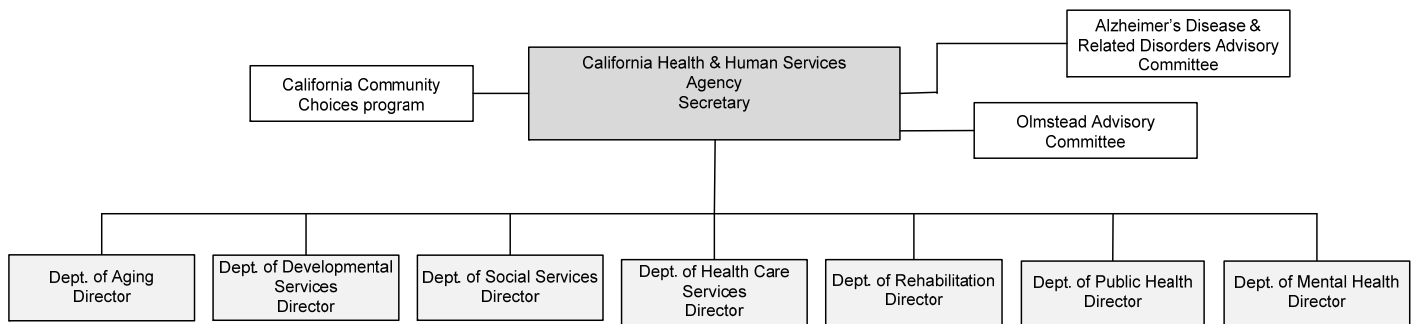 Alzheimer’s Disease &
Related Disorders Advisory
Committee
California Health & Human Services
Agency
Secretary
California Community
Choices program
Olmstead Advisory
Committee
Dept. of Aging
Director
Dept. of Developmental
Services
Director
Dept. of Social Services
Director
Dept. of Health Care
Services
Director
Dept. of Rehabilitation
Director
Dept. of Public Health
Director
Dept. of Mental Health
Director